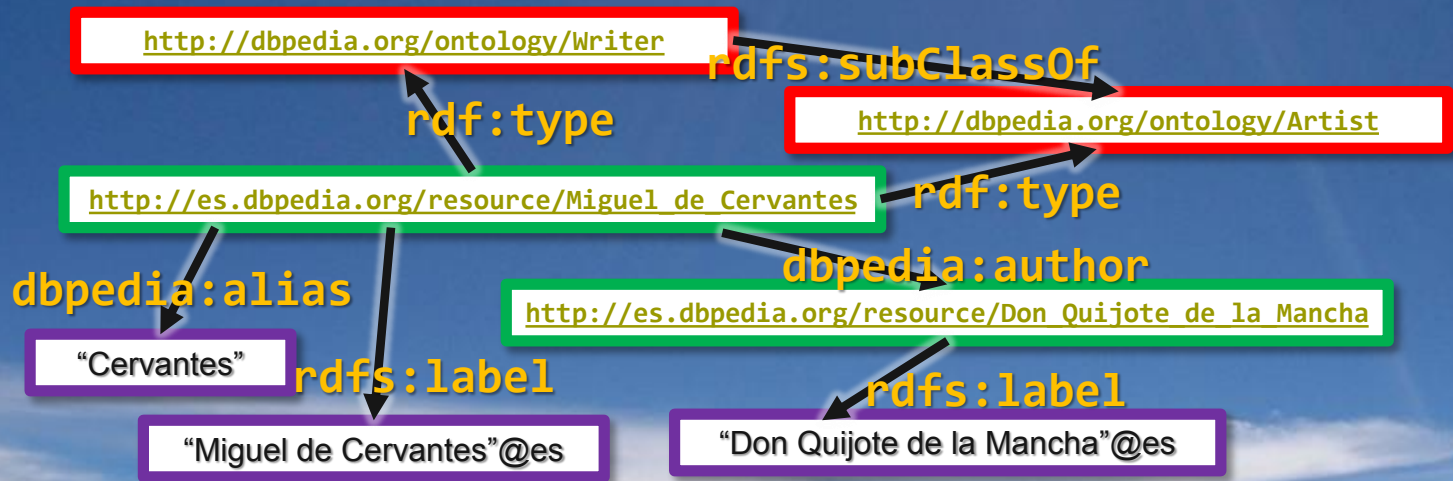 http://dbpedia.org/ontology/Writer
rdfs:subClassOf
http://dbpedia.org/ontology/Artist
rdf:type
http://es.dbpedia.org/resource/Miguel_de_Cervantes
rdf:type
dbpedia:author
dbpedia:alias
http://es.dbpedia.org/resource/Don_Quijote_de_la_Mancha
“Cervantes”
rdfs:label
rdfs:label
“Miguel de Cervantes”@es
“Don Quijote de la Mancha”@es